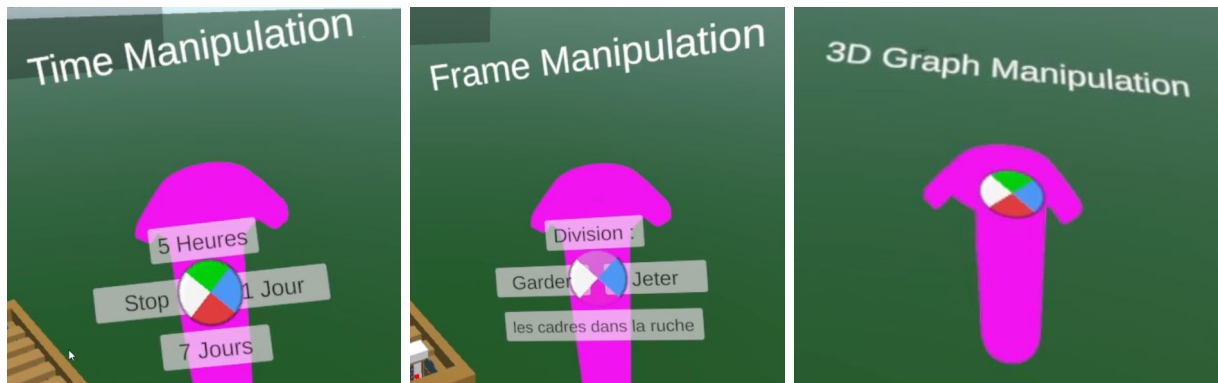 Time Manipulation
5 Heures
Stop
1 Jour
7 Jours
Frame Manipulation
Division :
Garder
Jeter
les cadres dans la ruche
3D Graph Manipulation